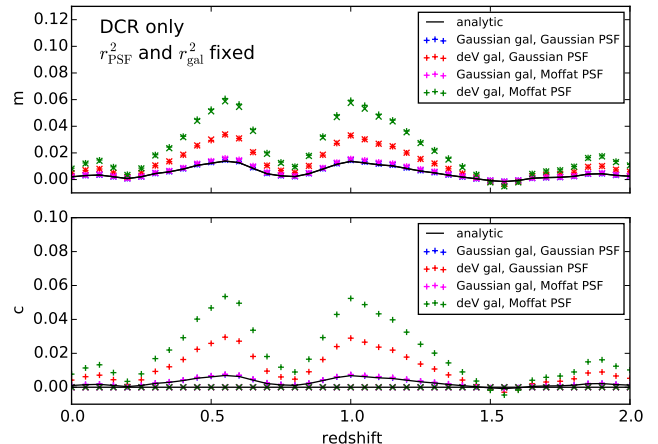 0.12
0.10
0.08
0.06
0.04
0.02
0.00
m
DCR only
r²PSF and r²gal fixed
analytic
Gaussian gal, Gaussian PSF
deV gal, Gaussian PSF
Gaussian gal, Moffat PSF
deV gal, Moffat PSF
0.10
0.08
0.06
0.04
0.02
0.00
c
analytic
Gaussian gal, Gaussian PSF
deV gal, Gaussian PSF
Gaussian gal, Moffat PSF
deV gal, Moffat PSF
0.0 0.5 1.0 1.5 2.0
redshift